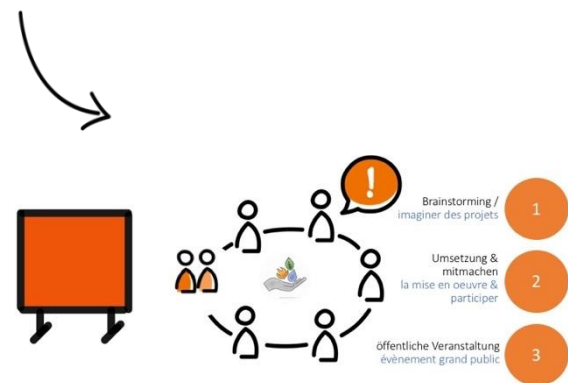 !
Brainstorming /
imaginer des projets
1
Umsetzung &
mitmachen
la mise en oeuvre &
participer
2
öffentliche Veranstaltung
évènement grand public
3